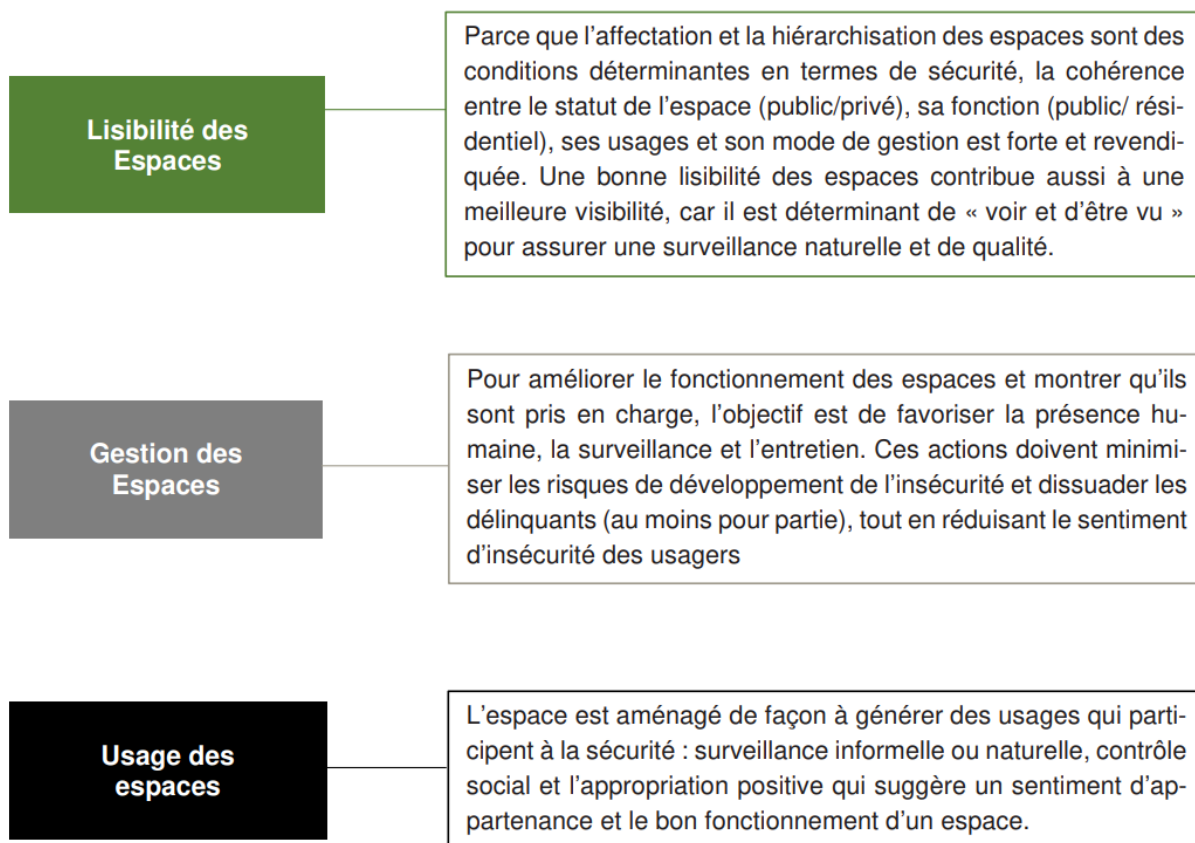 Lisibilité des
Espaces
Parce que l’affectation et la hiérarchisation des espaces sont des
conditions déterminantes en termes de sécurité, la cohérence
entre le statut de l’espace (public/privé), sa fonction (public/ rési-
dentiel), ses usages et son mode de gestion est forte et revendi-
quée. Une bonne lisibilité des espaces contribue aussi à une
meilleure visibilité, car il est déterminant de « voir et d’être vu »
pour assurer une surveillance naturelle et de qualité.
Gestion des
Espaces
Pour améliorer le fonctionnement des espaces et montrer qu’ils
sont pris en charge, l’objectif est de favoriser la présence hu-
maine, la surveillance et l’entretien. Ces actions doivent minimi-
ser les risques de développement de l’insécurité et dissuader les
délinquants (au moins pour partie), tout en réduisant le sentiment
d’insécurité des usagers
Usage des
espaces
L’espace est aménagé de façon à générer des usages qui parti-
cipent à la sécurité : surveillance informelle ou naturelle, contrôle
social et l’appropriation positive qui suggère un sentiment d’ap-
partenance et le bon fonctionnement d’un espace.